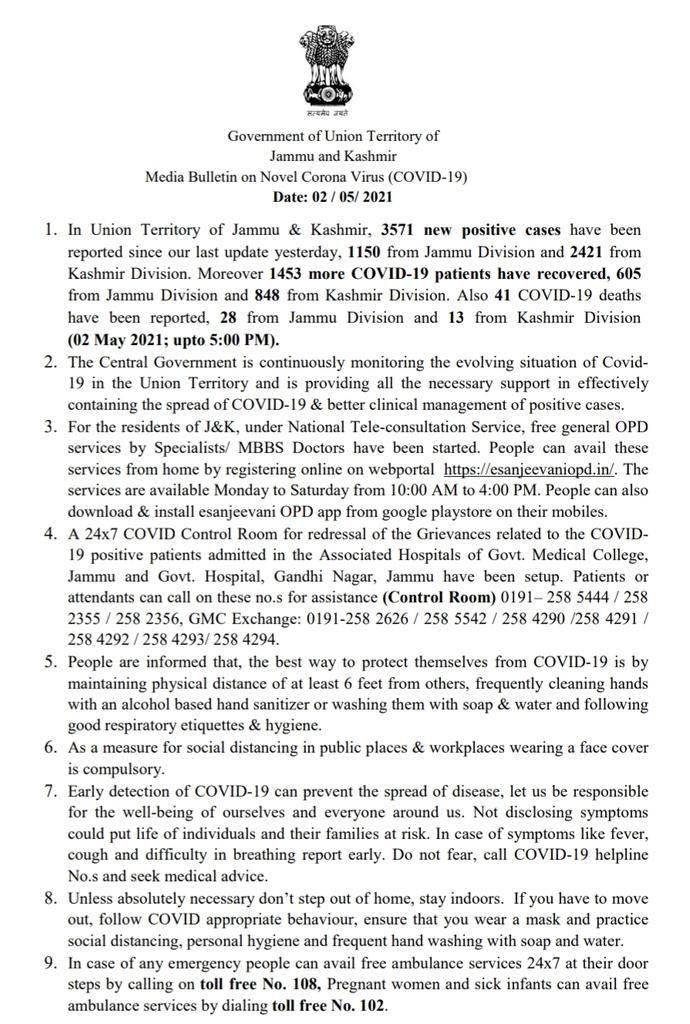 सत्यमेव जयते
Government of Union Territory of
Jammu and Kashmir
Media Bulletin on Novel Corona Virus (COVID-19)
Date: 02 / 05/ 2021
1. In Union Territory of Jammu & Kashmir, 3571 new positive cases have been
reported since our last update yesterday, 1150 from Jammu Division and 2421 from
Kashmir Division. Moreover 1453 more COVID-19 patients have recovered, 605
from Jammu Division and 848 from Kashmir Division. Also 41 COVID-19 deaths
have been reported, 28 from Jammu Division and 13 from Kashmir Division
(02 May 2021; upto 5:00 PM).
2. The Central Government is continuously monitoring the evolving situation of Covid-
19 in the Union Territory and is providing all the necessary support in effectively
containing the spread of COVID-19 & better clinical management of positive cases.
3. For the residents of J&K, under National Tele-consultation Service, free general OPD
services by Specialists/ MBBS Doctors have been started. People can avail these
services from home by registering online on webportal https://esanjeevaniopd.in/. The
services are available Monday to Saturday from 10:00 AM to 4:00 PM. People can also
download & install esanjeevani OPD app from google playstore on their mobiles.
4. A 24x7 COVID Control Room for redressal of the Grievances related to the COVID-
19 positive patients admitted in the Associated Hospitals of Govt. Medical College,
Jammu and Govt. Hospital, Gandhi Nagar, Jammu have been setup. Patients or
attendants can call on these no.s for assistance (Control Room) 0191– 258 5444 / 258
2355 / 258 2356, GMC Exchange: 0191-258 2626 / 258 5542 / 258 4290 /258 4291 /
258 4292 / 258 4293/ 258 4294.
5. People are informed that, the best way to protect themselves from COVID-19 is by
maintaining physical distance of at least 6 feet from others, frequently cleaning hands
with an alcohol based hand sanitizer or washing them with soap & water and following
good respiratory etiquettes & hygiene.
6. As a measure for social distancing in public places & workplaces wearing a face cover
is compulsory.
7. Early detection of COVID-19 can prevent the spread of disease, let us be responsible
for the well-being of ourselves and everyone around us. Not disclosing symptoms
could put life of individuals and their families at risk. In case of symptoms like fever,
cough and difficulty in breathing report early. Do not fear, call COVID-19 helpline
No.s and seek medical advice.
8. Unless absolutely necessary don’t step out of home, stay indoors. If you have to move
out, follow COVID appropriate behaviour, ensure that you wear a mask and practice
social distancing, personal hygiene and frequent hand washing with soap and water.
9. In case of any emergency people can avail free ambulance services 24x7 at their door
steps by calling on toll free No. 108, Pregnant women and sick infants can avail free
ambulance services by dialing toll free No. 102.